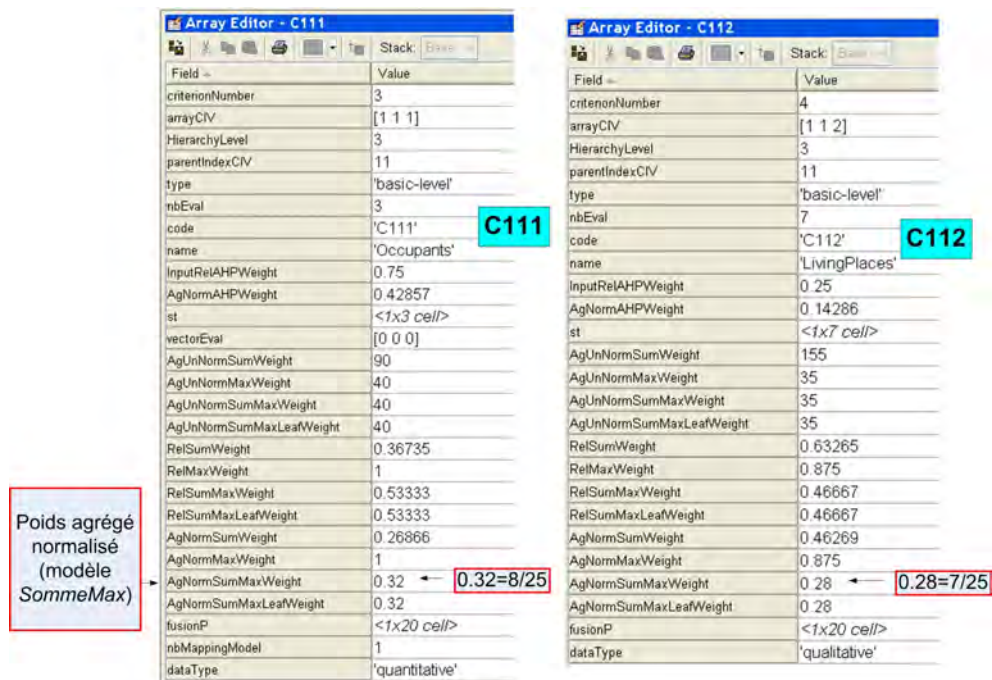 Array Editor - C111
Stack: Base
Field Value
criterionNumber 3
arrayCIV [1 1 1]
HierarchyLevel 3
parentIndexCIV 11
type 'basic-level'
nbEval 3
code 'C111'
name 'Occupants'
InputRelAHPWeight 0.75
AgNormAHPWeight 0.42857
st <1x3 cell>
vectorEval [0 0 0]
AgUnNormSumWeight 90
AgUnNormMaxWeight 40
AgUnNormSumMaxWeight 40
AgUnNormSumMaxLeafWeight 40
RelSumWeight 0.36735
RelMaxWeight 1
RelSumMaxWeight 0.53333
RelSumMaxLeafWeight 0.53333
AgNormSumWeight 0.26866
AgNormMaxWeight 1
AgNormSumMaxWeight 0.32
AgNormSumMaxLeafWeight 0.32
fusionP <1x20 cell>
nbMappingModel 1
dataType 'quantitative'
C111
Poids agrégé
normalisé
(modèle
SommeMax)
0.32=8/25
Array Editor - C112
Stack: Base
Field Value
criterionNumber 4
arrayCIV [1 1 2]
HierarchyLevel 3
parentIndexCIV 11
type 'basic-level'
nbEval 7
code 'C112'
name 'LivingPlaces'
InputRelAHPWeight 0.25
AgNormAHPWeight 0.14286
st <1x7 cell>
AgUnNormSumWeight 155
AgUnNormMaxWeight 35
AgUnNormSumMaxWeight 35
AgUnNormSumMaxLeafWeight 35
RelSumWeight 0.63265
RelMaxWeight 0.875
RelSumMaxWeight 0.46667
RelSumMaxLeafWeight 0.46667
AgNormSumWeight 0.46269
AgNormMaxWeight 0.875
AgNormSumMaxWeight 0.28
AgNormSumMaxLeafWeight 0.28
fusionP <1x20 cell>
dataType 'qualitative'
C112
0.28=7/25